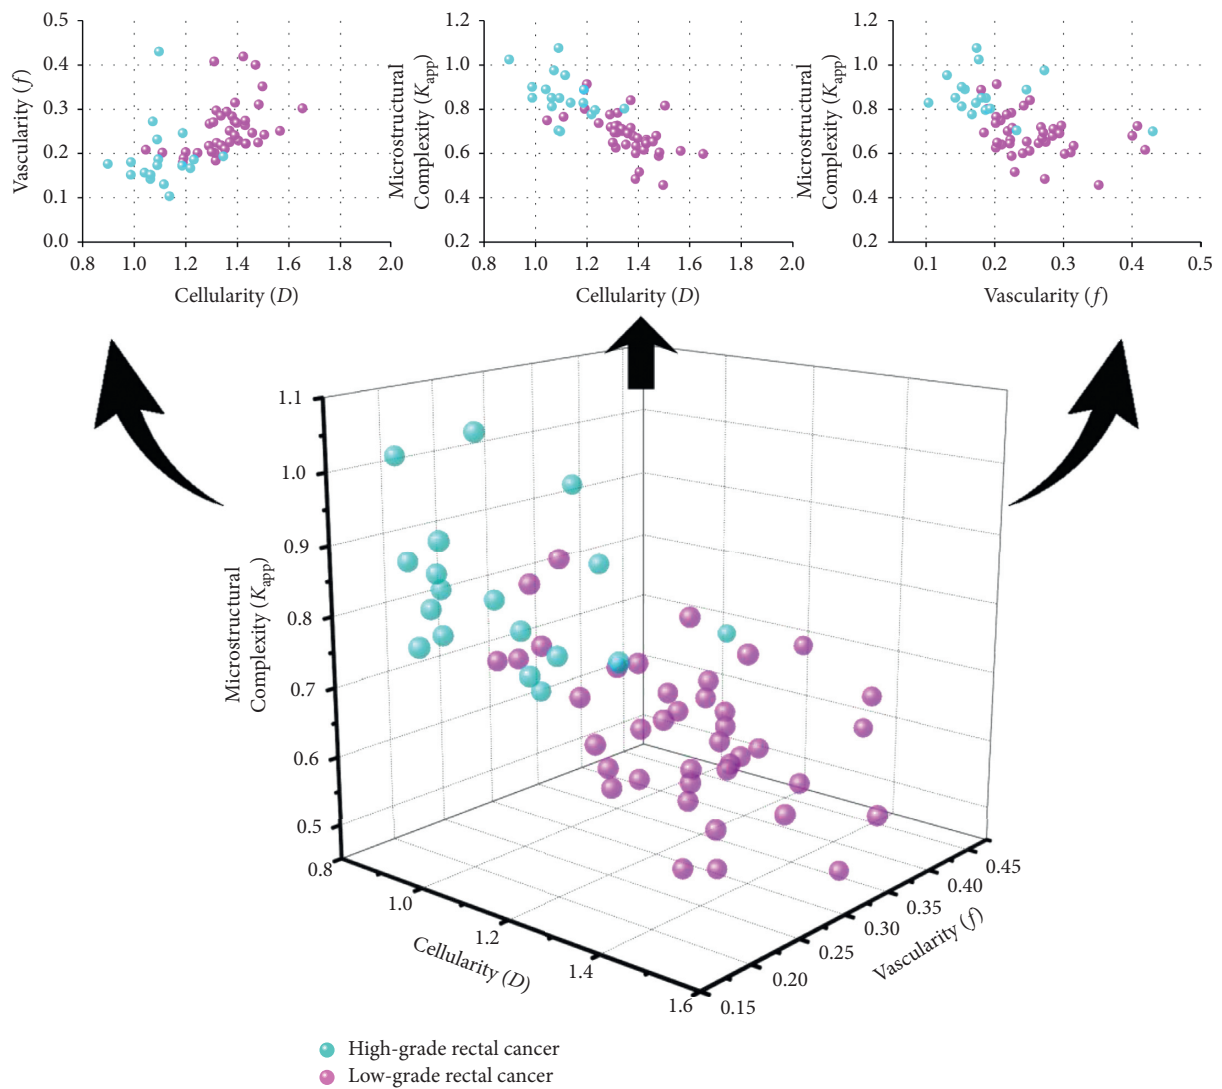 0.5
0.4
0.3
0.2
0.1
0.0
Vascularity (f)
0.8 1.0 1.2 1.4 1.6 1.8 2.0
Cellularity (D)
1.2
1.0
0.8
0.6
0.4
0.2
Microstructural
Complexity (Kapp)
0.8 1.0 1.2 1.4 1.6 1.8 2.0
Cellularity (D)
1.2
1.0
0.8
0.6
0.4
0.2
Microstructural
Complexity (Kapp)
0.1 0.2 0.3 0.4 0.5
Vascularity (f)
1.1
1.0
0.9
0.8
0.7
0.6
0.5
Microstructural
Complexity (Kapp)
0.8
1.0
1.2
1.4
1.6
Cellularity (D)
0.15
0.20
0.25
0.30
0.35
0.40
0.45
Vascularity (f)
High-grade rectal cancer
Low-grade rectal cancer